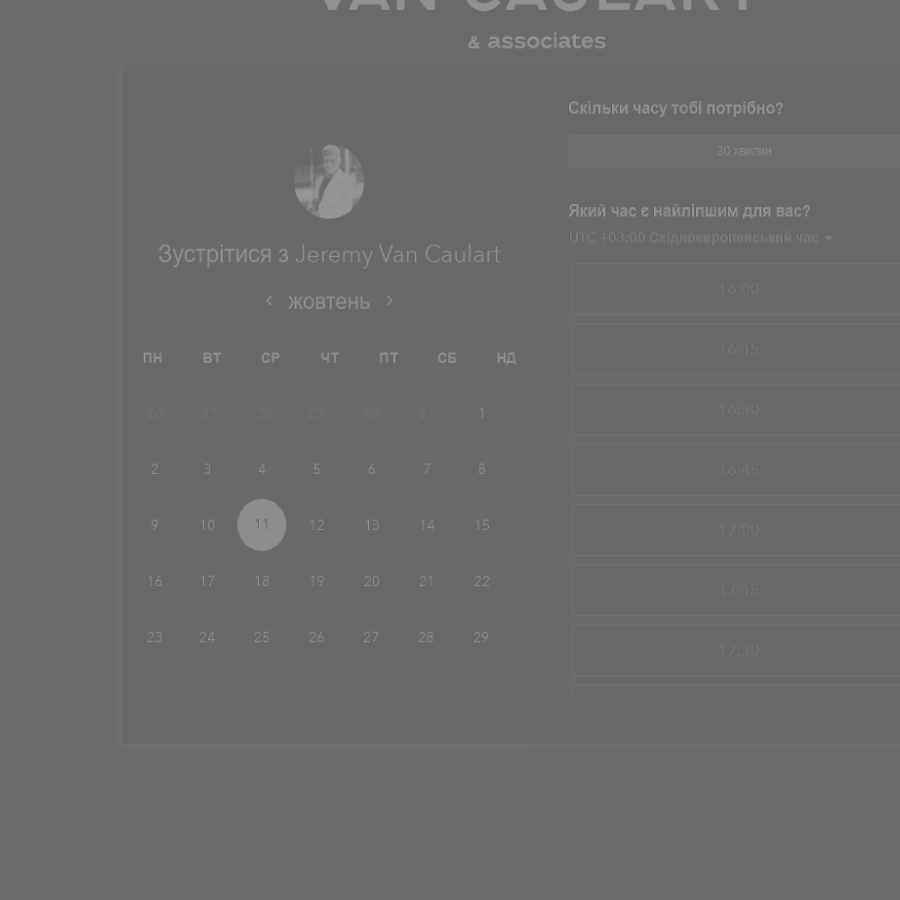 VAN CAULART
& associates
Зустрітися з Jeremy Van Caulart
жовтень
ПН ВТ СР ЧТ ПТ СБ НД
26 27 28 29 30 31 1
2 3 4 5 6 7 8
9 10 11 12 13 14 15
16 17 18 19 20 21 22
23 24 25 26 27 28 29
Скільки часу тобі потрібно?
30 хвилин
Який час є найліпшим для вас?
UTC +03:00 Східноєвропейський час
16:00
16:15
16:30
16:45
17:00
17:15
17:30